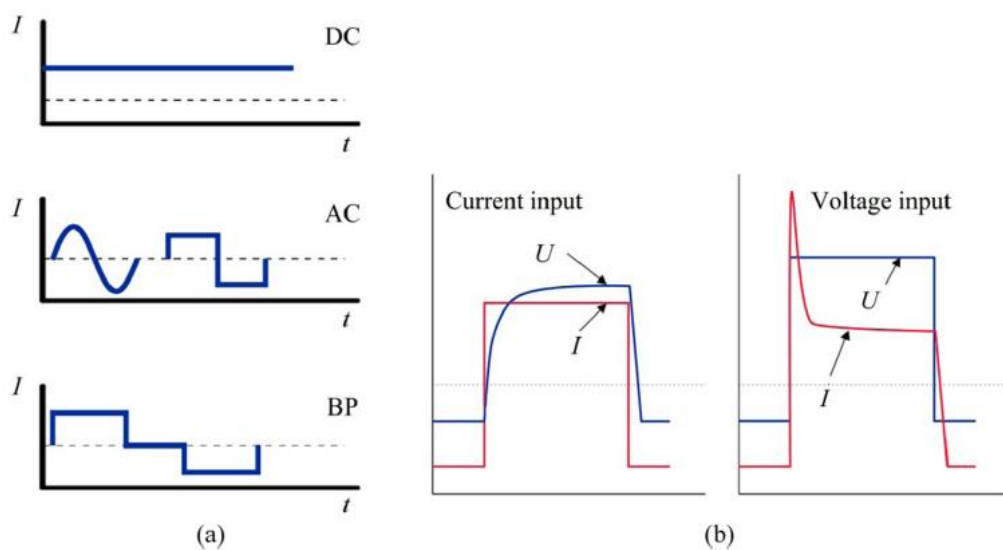 I
DC
t
I
AC
t
I
BP
t
(a)
Current input
U
I
Voltage input
U
I
(b)